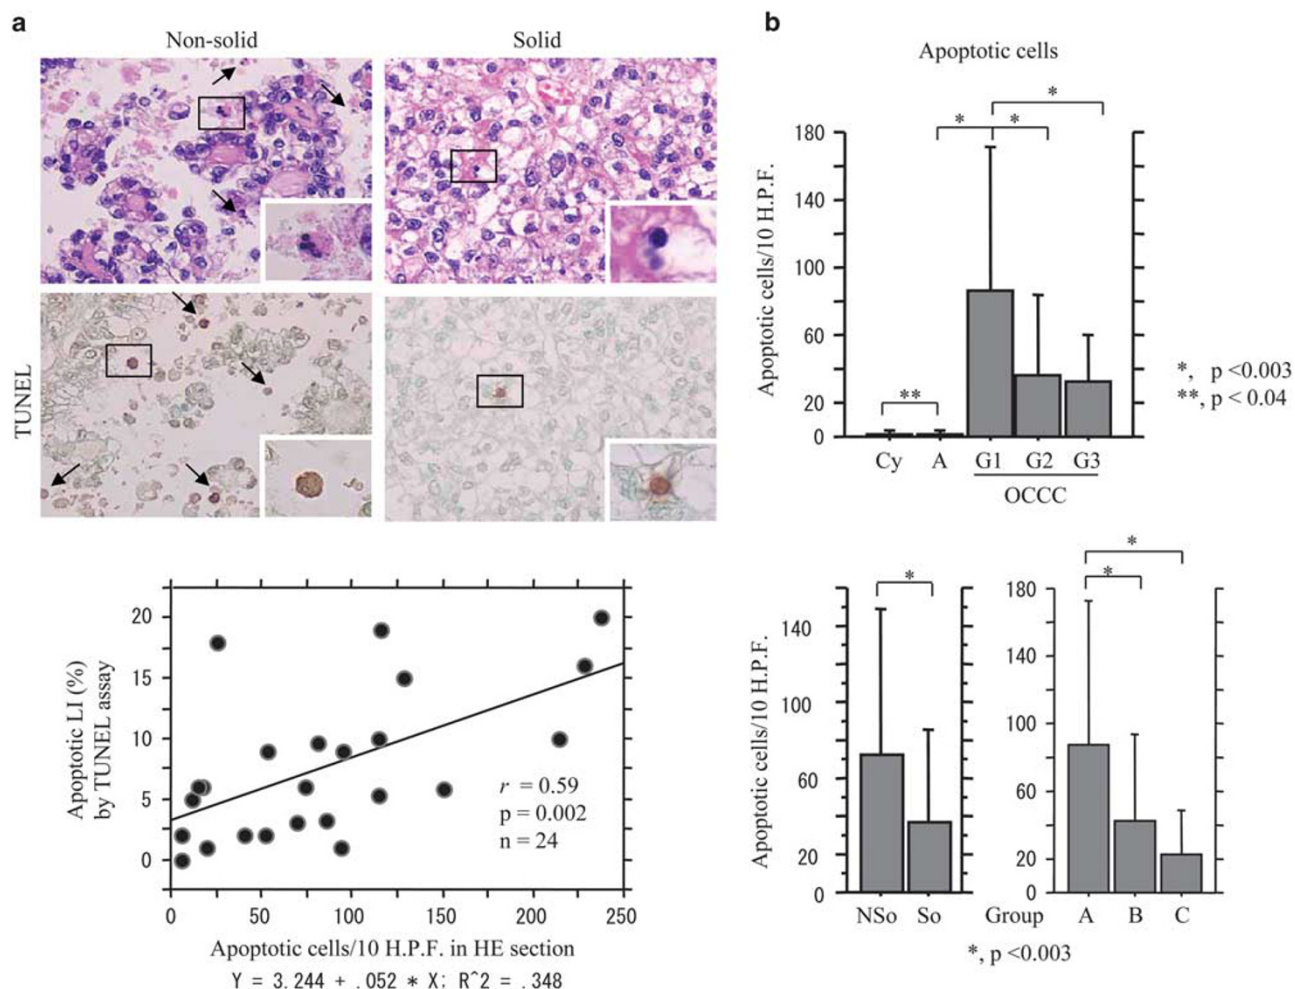 a
Non-solid
Solid
TUNEL
20
15
10
5
0
Apoptotic LI (%)
by TUNEL assay
r = 0.59
p = 0.002
n = 24
0 50 100 150 200 250
Apoptotic cells/10 H.P.F. in HE section
Y = 3.244 + .052 * X; R^2 = .348
b
Apoptotic cells
* * *
180
140
100
60
20
0
Apoptotic cells/10 H.P.F.
**
Cy A G1 G2 G3
OCCC
*, p <0.003
**, p < 0.04
*
140
100
60
20
0
Apoptotic cells/10 H.P.F.
NSo So
*
*
180
140
100
60
20
0
Group A B C
*, p <0.003